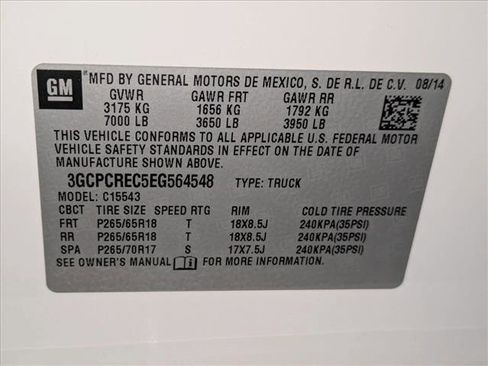 GM MFD BY GENERAL MOTORS DE MEXICO, S. DE R.L. DE C.V. 08/14
GVWR GAWR FRT GAWR RR
3175 KG 1656 KG 1792 KG
7000 LB 3650 LB 3950 LB
THIS VEHICLE CONFORMS TO ALL APPLICABLE U.S. FEDERAL MOTOR
VEHICLE SAFETY STANDARDS IN EFFECT ON THE DATE OF
MANUFACTURE SHOWN ABOVE.
3GCPCREC5EG564548 TYPE: TRUCK
MODEL: C15543
CBCT TIRE SIZE SPEED RTG RIM COLD TIRE PRESSURE
FRT P265/65R18 T 18X8.5J 240KPA(35PSI)
RR P265/65R18 T 18X8.5J 240KPA(35PSI)
SPA P265/70R17 S 17X7.5J 240KPA(35PSI)
SEE OWNER'S MANUAL FOR MORE INFORMATION.